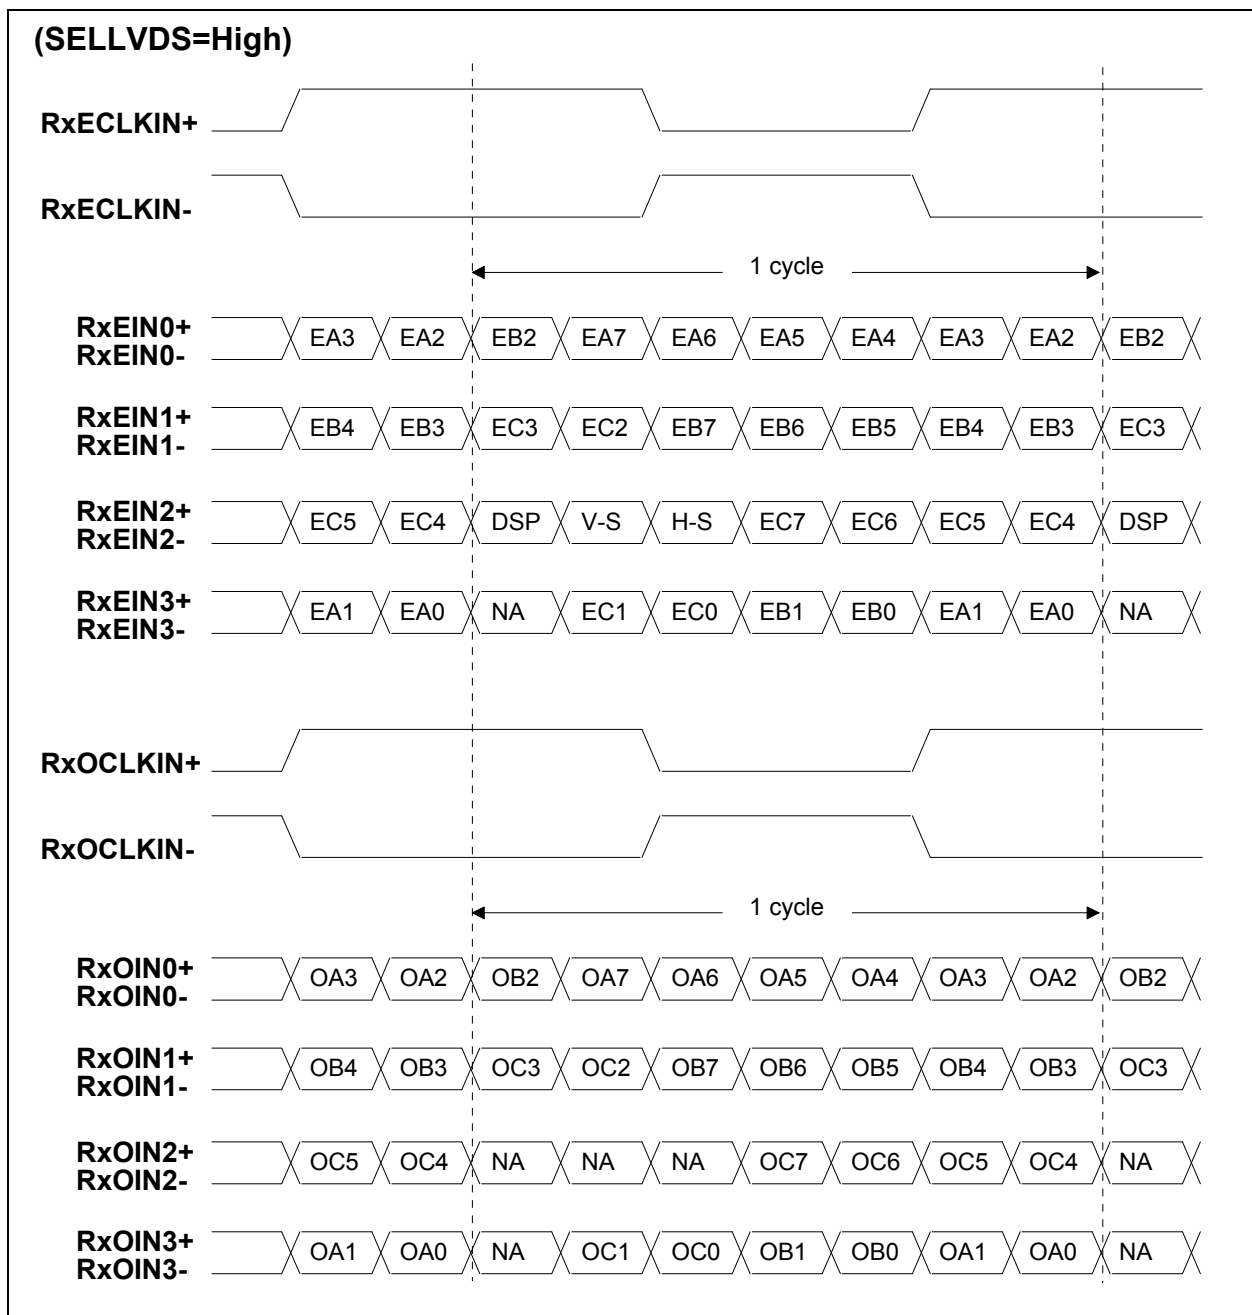 (SELLVDS=High)
RxECLKIN+
RxECLKIN-
1 cycle
RxEIN0+
RxEIN0-
EA3 EA2 EB2 EA7 EA6 EA5 EA4 EA3 EA2 EB2
RxEIN1+
RxEIN1-
EB4 EB3 EC3 EC2 EB7 EB6 EB5 EB4 EB3 EC3
RxEIN2+
RxEIN2-
EC5 EC4 DSP V-S H-S EC7 EC6 EC5 EC4 DSP
RxEIN3+
RxEIN3-
EA1 EA0 NA EC1 EC0 EB1 EB0 EA1 EA0 NA
RxOCLKIN+
RxOCLKIN-
1 cycle
RxOIN0+
RxOIN0-
OA3 OA2 OB2 OA7 OA6 OA5 OA4 OA3 OA2 OB2
RxOIN1+
RxOIN1-
OB4 OB3 OC3 OC2 OB7 OB6 OB5 OB4 OB3 OC3
RxOIN2+
RxOIN2-
OC5 OC4 NA NA NA OC7 OC6 OC5 OC4 NA
RxOIN3+
RxOIN3-
OA1 OA0 NA OC1 OC0 OB1 OB0 OA1 OA0 NA